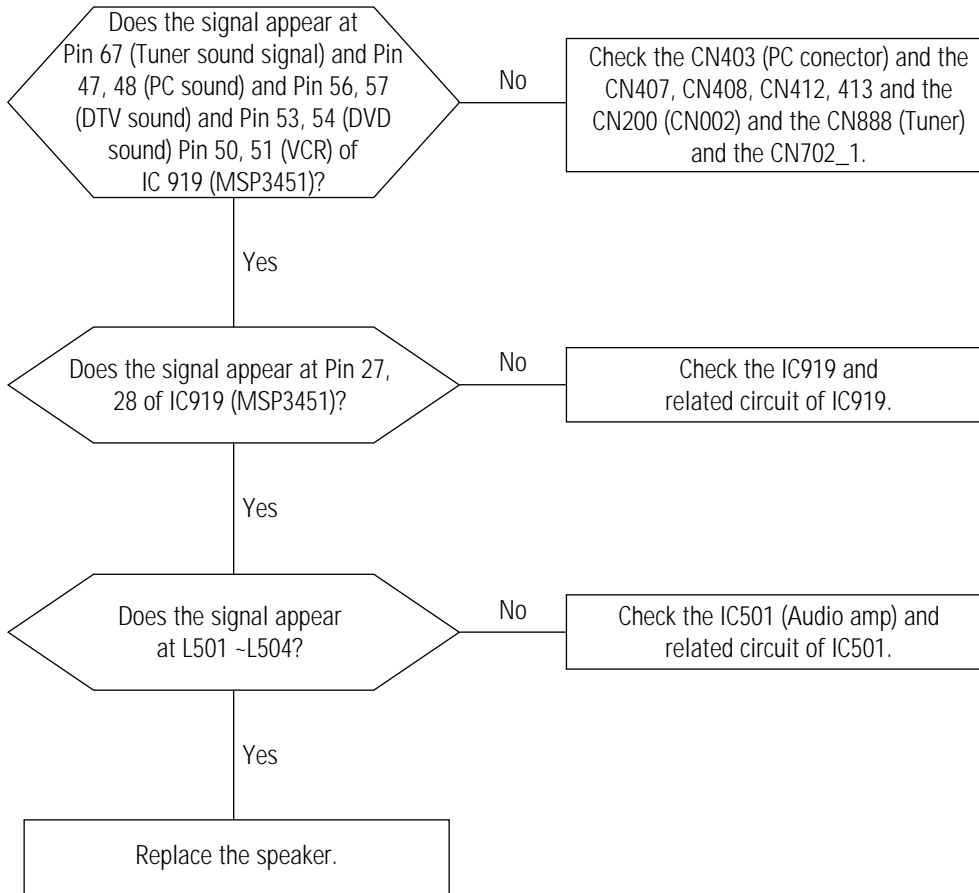 Does the signal appear at
Pin 67 (Tuner sound signal) and Pin
47, 48 (PC sound) and Pin 56, 57
(DTV sound) and Pin 53, 54 (DVD
sound) Pin 50, 51 (VCR) of
IC 919 (MSP3451)?
No
Check the CN403 (PC conector) and the
CN407, CN408, CN412, 413 and the
CN200 (CN002) and the CN888 (Tuner)
and the CN702_1.
Yes
Does the signal appear at Pin 27,
28 of IC919 (MSP3451)?
No
Check the IC919 and
related circuit of IC919.
Yes
Does the signal appear
at L501 ~L504?
No
Check the IC501 (Audio amp) and
related circuit of IC501.
Yes
Replace the speaker.